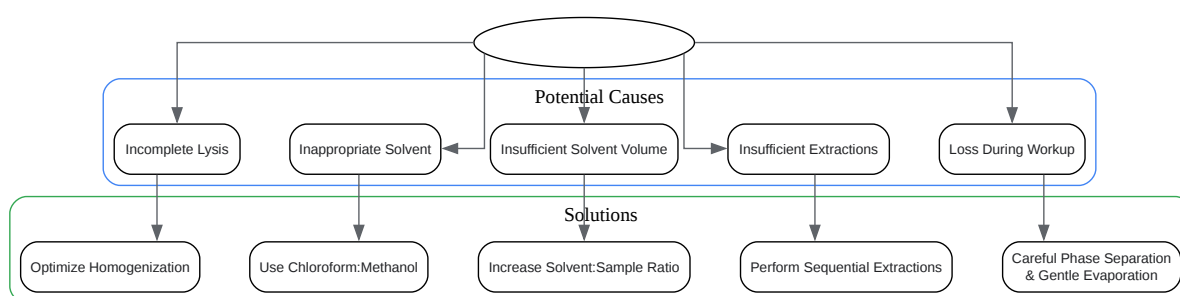 Potential Causes
Incomplete Lysis
Inappropriate Solvent
Insufficient Solvent Volume
Insufficient Extractions
Loss During Workup
Solutions
Optimize Homogenization
Use Chloroform:Methanol
Increase Solvent:Sample Ratio
Perform Sequential Extractions
Careful Phase Separation
& Gentle Evaporation